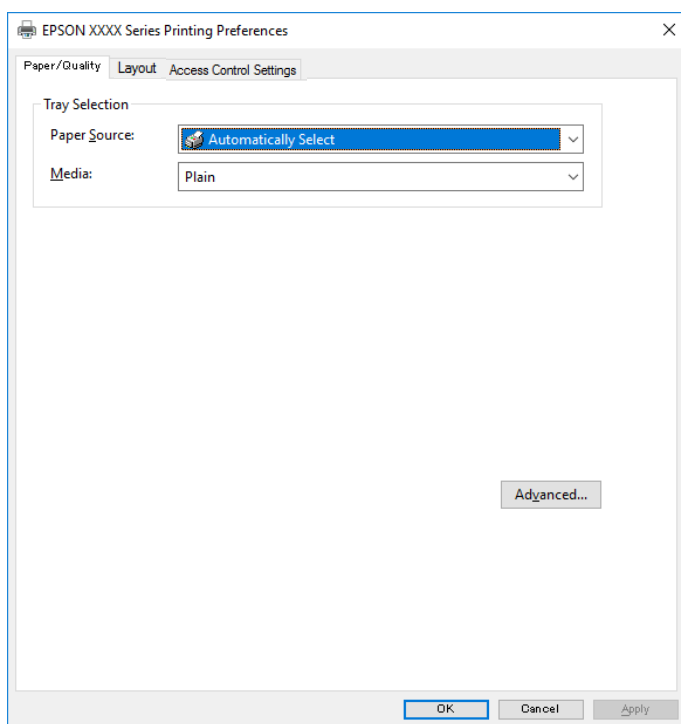 EPSON XXXX Series Printing Preferences
Paper/Quality Layout Access Control Settings
Tray Selection
Paper Source: Automatically Select
Media: Plain
Advanced...
OK Cancel Apply